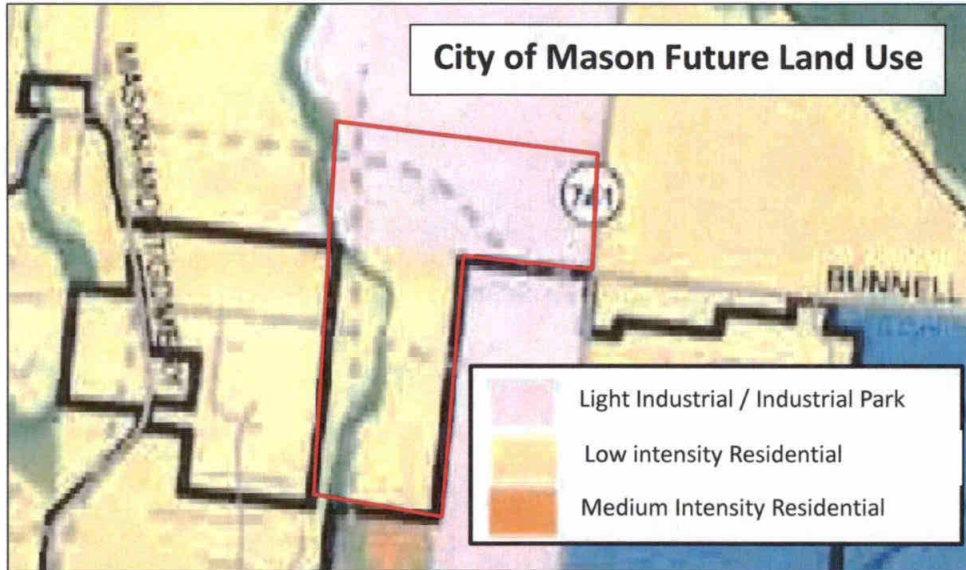 City of Mason Future Land Use
741
BUNNELL
Light Industrial / Industrial Park
Low intensity Residential
Medium Intensity Residential